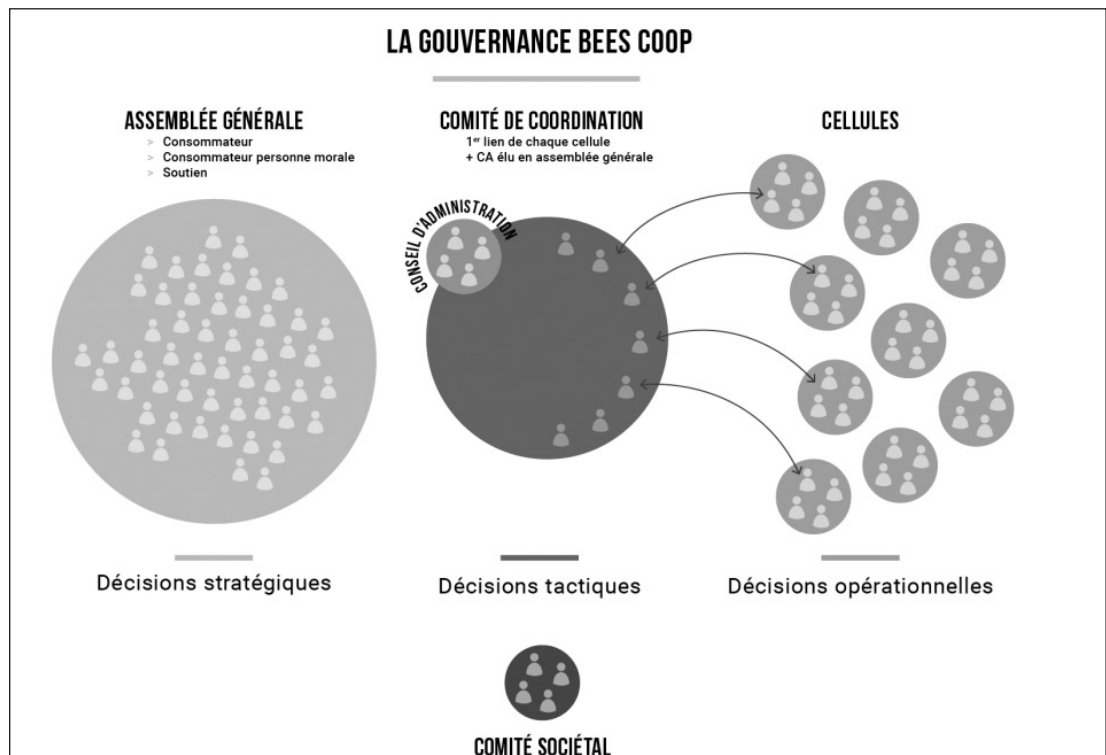 LA GOUVERNANCE BEES COOP
ASSEMBLÉE GÉNÉRALE
> Consommateur
> Consommateur personne morale
> Soutien
COMITÉ DE COORDINATION
1er lien de chaque cellule
+ CA élu en assemblée générale
CELLULES
CONSEIL D'ADMINISTRATION
Décisions stratégiques
Décisions tactiques
Décisions opérationnelles
COMITÉ SOCIÉTAL